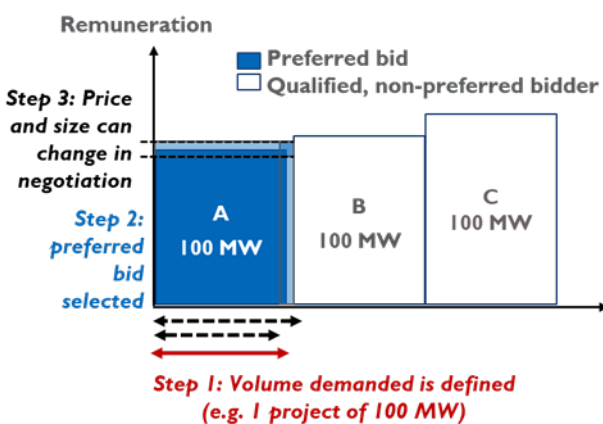 Remuneration
Preferred bid
Qualified, non-preferred bidder
Step 3: Price
and size can
change in
negotiation
Step 2:
preferred
bid
selected
A
100 MW
B
100 MW
C
100 MW
Step 1: Volume demanded is defined
(e.g. 1 project of 100 MW)